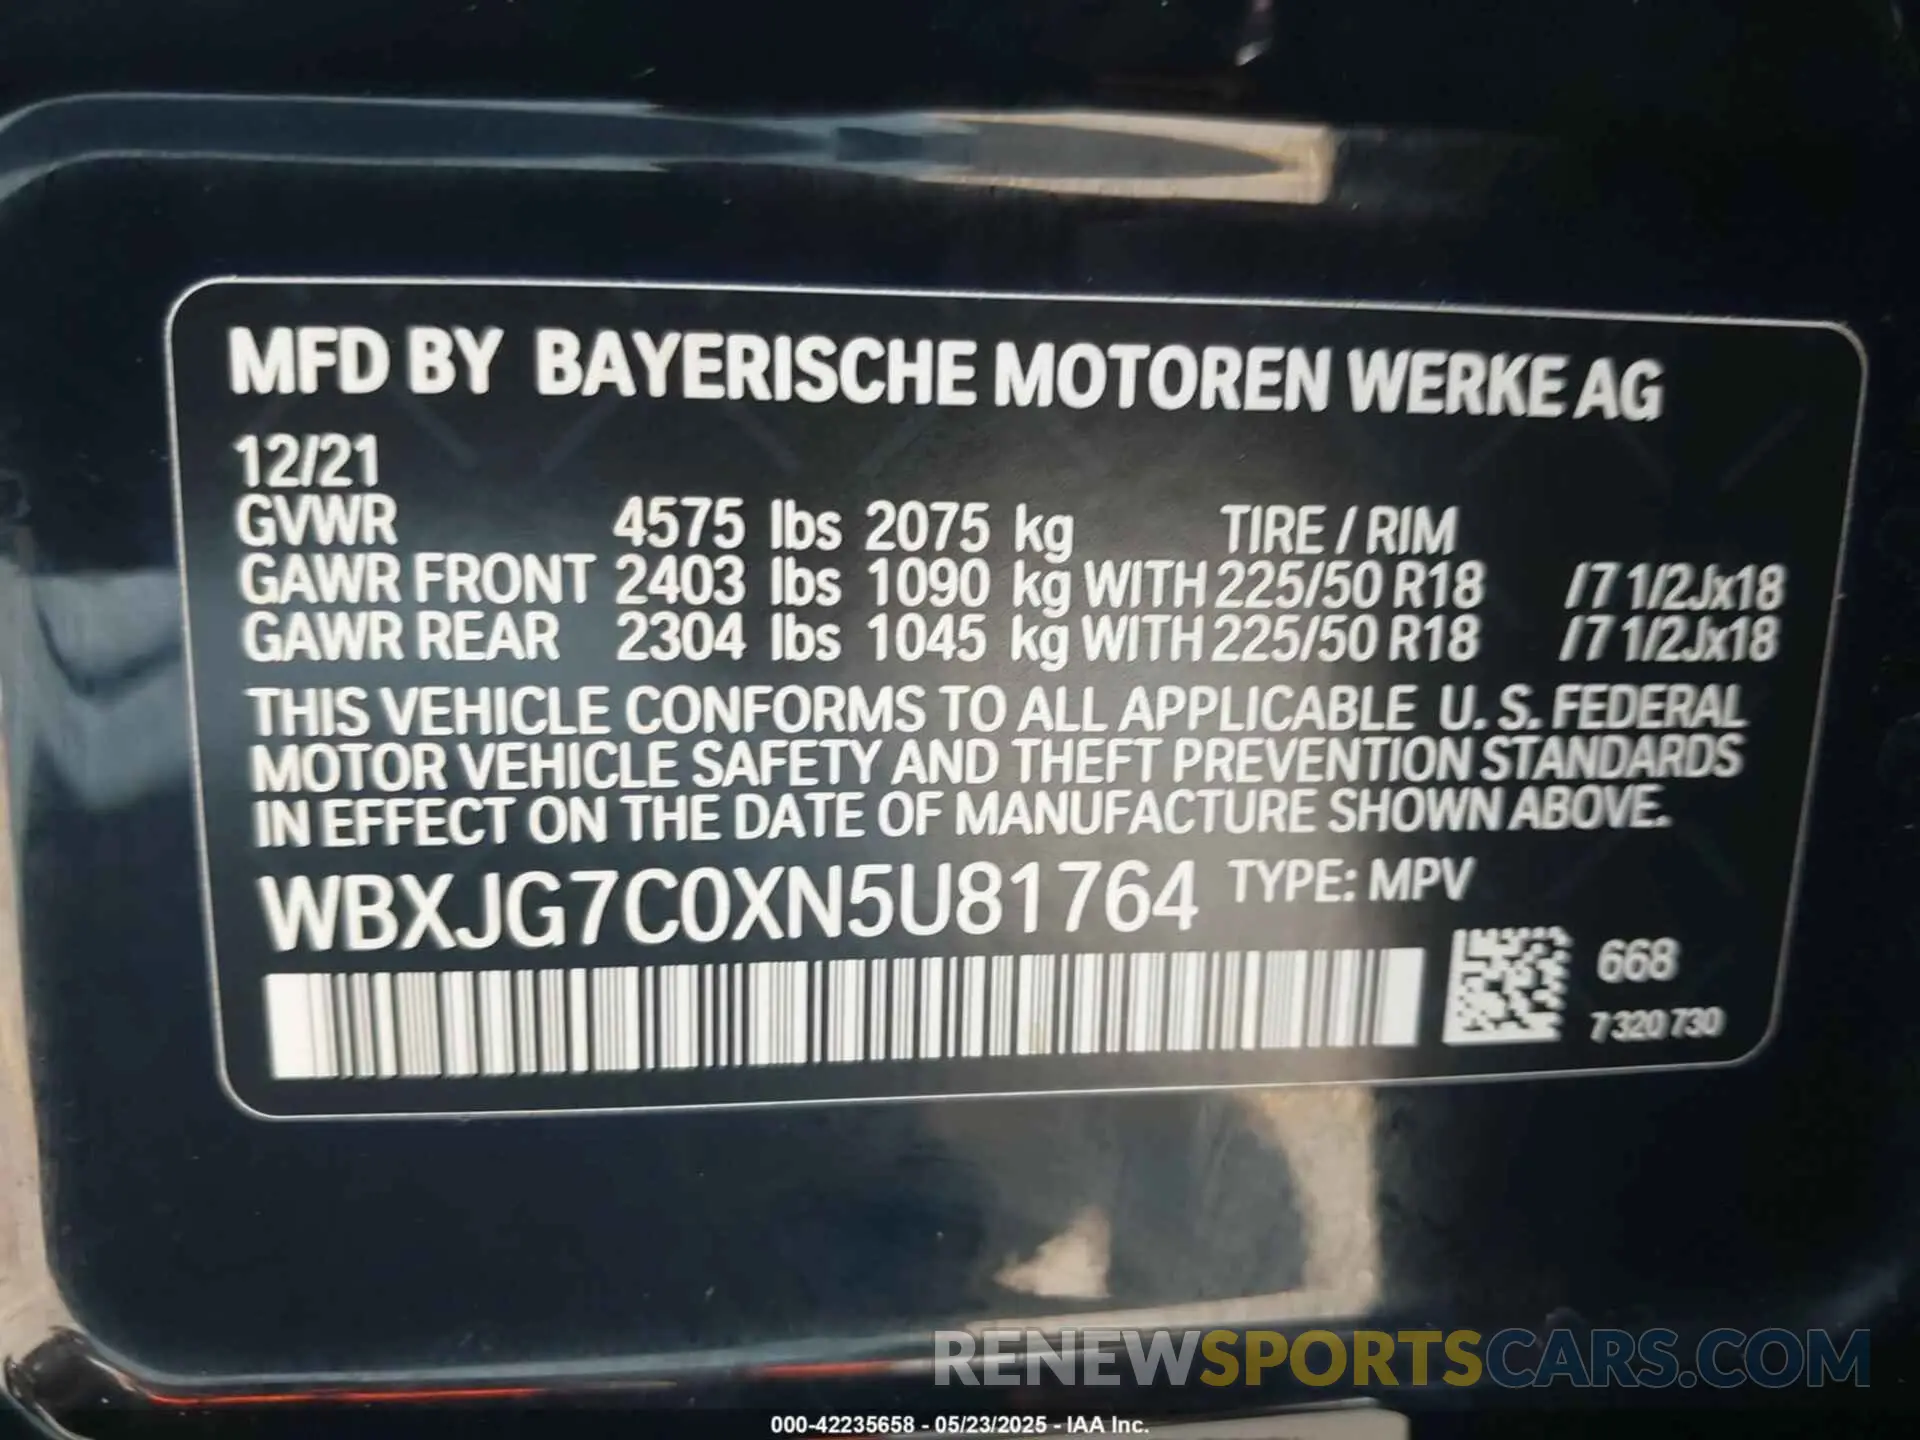 MFD BY BAYERISCHE MOTOREN WERKE AG
12/21
GVWR 4575 lbs 2075 kg TIRE / RIM
GAWR FRONT 2403 lbs 1090 kg WITH 225/50 R18 /7 1/2Jx18
GAWR REAR 2304 lbs 1045 kg WITH 225/50 R18 /7 1/2Jx18
THIS VEHICLE CONFORMS TO ALL APPLICABLE U.S. FEDERAL
MOTOR VEHICLE SAFETY AND THEFT PREVENTION STANDARDS
IN EFFECT ON THE DATE OF MANUFACTURE SHOWN ABOVE.
WBXJG7C0XN5U81764 TYPE: MPV
668
7 320 730
RENEWSPORTSCARS.COM
000-42235658 - 05/23/2025 - IAA Inc.